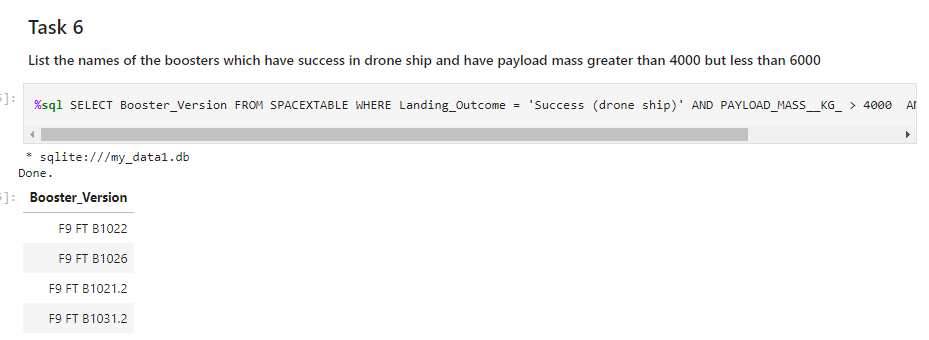 Task 6
List the names of the boosters which have success in drone ship and have payload mass greater than 4000 but less than 6000
]:
%sql SELECT Booster_Version FROM SPACEXTABLE WHERE Landing_Outcome = 'Success (drone ship)' AND PAYLOAD_MASS__KG_ > 4000  A
* sqlite:///my_data1.db
Done.
]:
Booster_Version
F9 FT B1022
F9 FT B1026
F9 FT B1021.2
F9 FT B1031.2